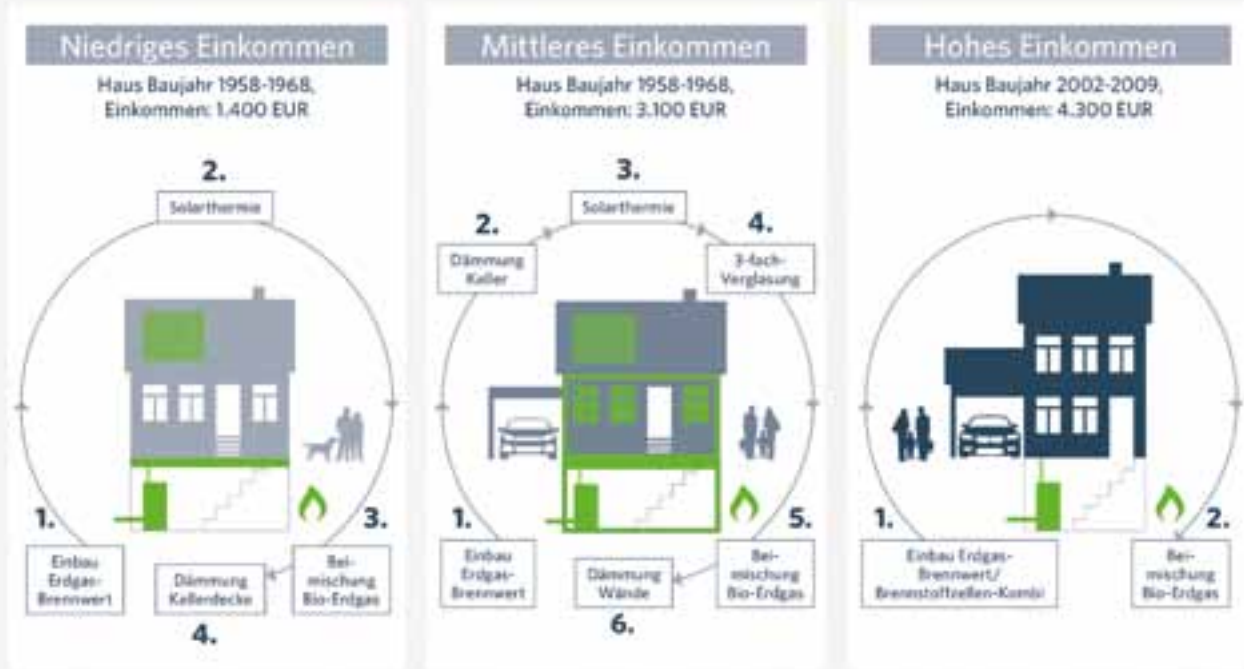 Niedriges Einkommen
Haus Baujahr 1958-1968,
Einkommen: 1.400 EUR
2.
Solarthermie
1.
Einbau
Erdgas-
Brennwert
3.
Bei-
mischung
Bio-Erdgas
Dämmung
Kellerdecke
4.
Mittleres Einkommen
Haus Baujahr 1958-1968,
Einkommen: 3.100 EUR
3.
Solarthermie
2.
Dämmung
Keller
4.
3-fach-
Verglasung
1.
Einbau
Erdgas-
Brennwert
5.
Bei-
mischung
Bio-Erdgas
Dämmung
Wände
6.
Hohes Einkommen
Haus Baujahr 2002-2009,
Einkommen: 4.300 EUR
1.
Einbau Erdgas-
Brennwert/
Brennstoffzellen-Kombi
2.
Bei-
mischung
Bio-Erdgas